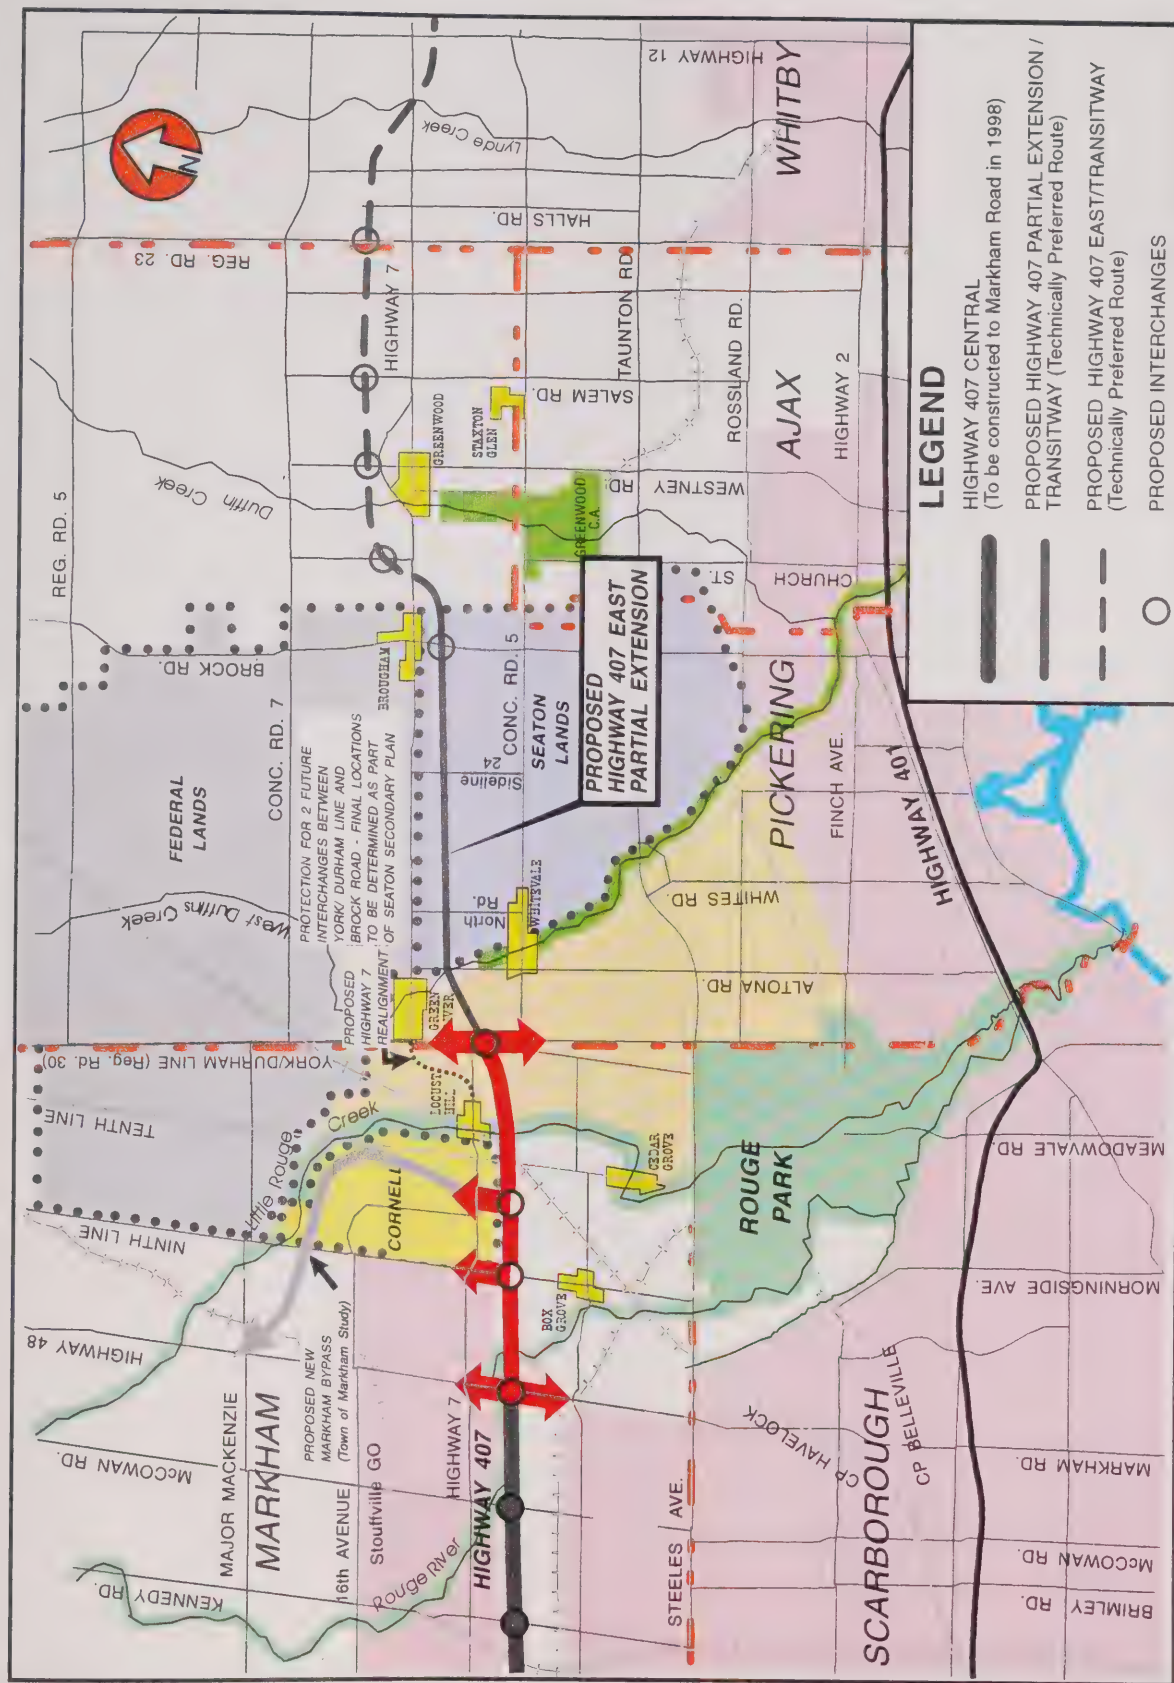 N
HIGHWAY 12
WHITBY
Lynde Creek
HALLS RD.
REG. RD. 23
HIGHWAY 7
TAUNTON RD.
SALEM RD.
ROSSLAND RD.
AJAX
HIGHWAY 2
GREENWOOD
STAXTON
GLEN
WESTNEY RD
GREENWOOD
C.A.
Duffin Creek
REG. RD. 5
CHURCH ST.
BROCK RD.
BROUGHAM
CONC. RD. 7
CONC. RD. 5
FEDERAL
LANDS
SEATON
LANDS
Sideline
24
PROPOSED
HIGHWAY 407 EAST
PARTIAL EXTENSION
PICKERING
FINCH AVE.
HIGHWAY 401
PROTECTION FOR 2 FUTURE
INTERCHANGES BETWEEN
YORK/ DURHAM LINE AND
BROCK ROAD - FINAL LOCATIONS
TO BE DETERMINED AS PART
OF SEATON SECONDARY PLAN
West Duffins Creek
North
Rd.
WHITEVALE
WHITES RD.
ALTONA RD.
PROPOSED
HIGHWAY 7
REALIGNMENT
GREEN
YORK/DURHAM LINE (Reg. Rd. 30)
TENTH LINE
LOCUST
HILL
Little Rouge Creek
CEDAR
GROVE
MEADOWVALE RD.
CORNELL
ROUGE
PARK
NINTH LINE
BOX
GROVE
MORNINGSIDE AVE.
HIGHWAY 48
PROPOSED NEW
MARKHAM BYPASS
(Town of Markham Study)
MAJOR MACKENZIE
MARKHAM
16th AVENUE
Stouffville GO
HIGHWAY 7
HIGHWAY 407
McCOWAN RD.
Rouge River
KENNEDY RD.
STEELES AVE.
CP HAVELOCK
CP BELLEVILLE
SCARBOROUGH
MARKHAM RD.
McCOWAN RD.
BRIMLEY RD.
LEGEND
HIGHWAY 407 CENTRAL
(To be constructed to Markham Road in 1998)
PROPOSED HIGHWAY 407 PARTIAL EXTENSION /
TRANSITWAY (Technically Preferred Route)
PROPOSED HIGHWAY 407 EAST/TRANSITWAY
(Technically Preferred Route)
PROPOSED INTERCHANGES